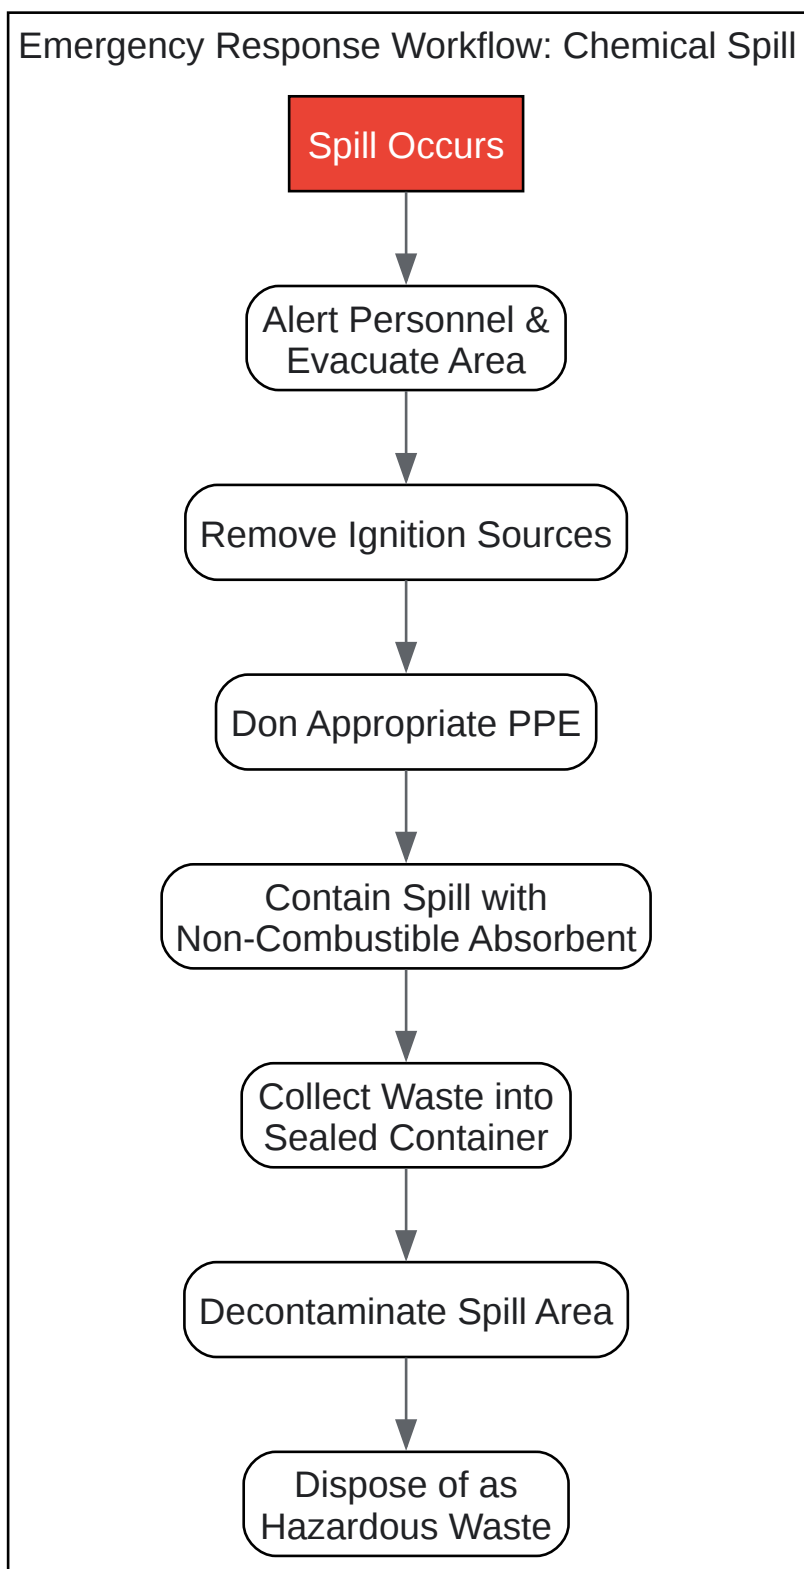 Emergency Response Workflow: Chemical Spill
Spill Occurs
Alert Personnel &
Evacuate Area
Remove Ignition Sources
Don Appropriate PPE
Contain Spill with
Non-Combustible Absorbent
Collect Waste into
Sealed Container
Decontaminate Spill Area
Dispose of as
Hazardous Waste